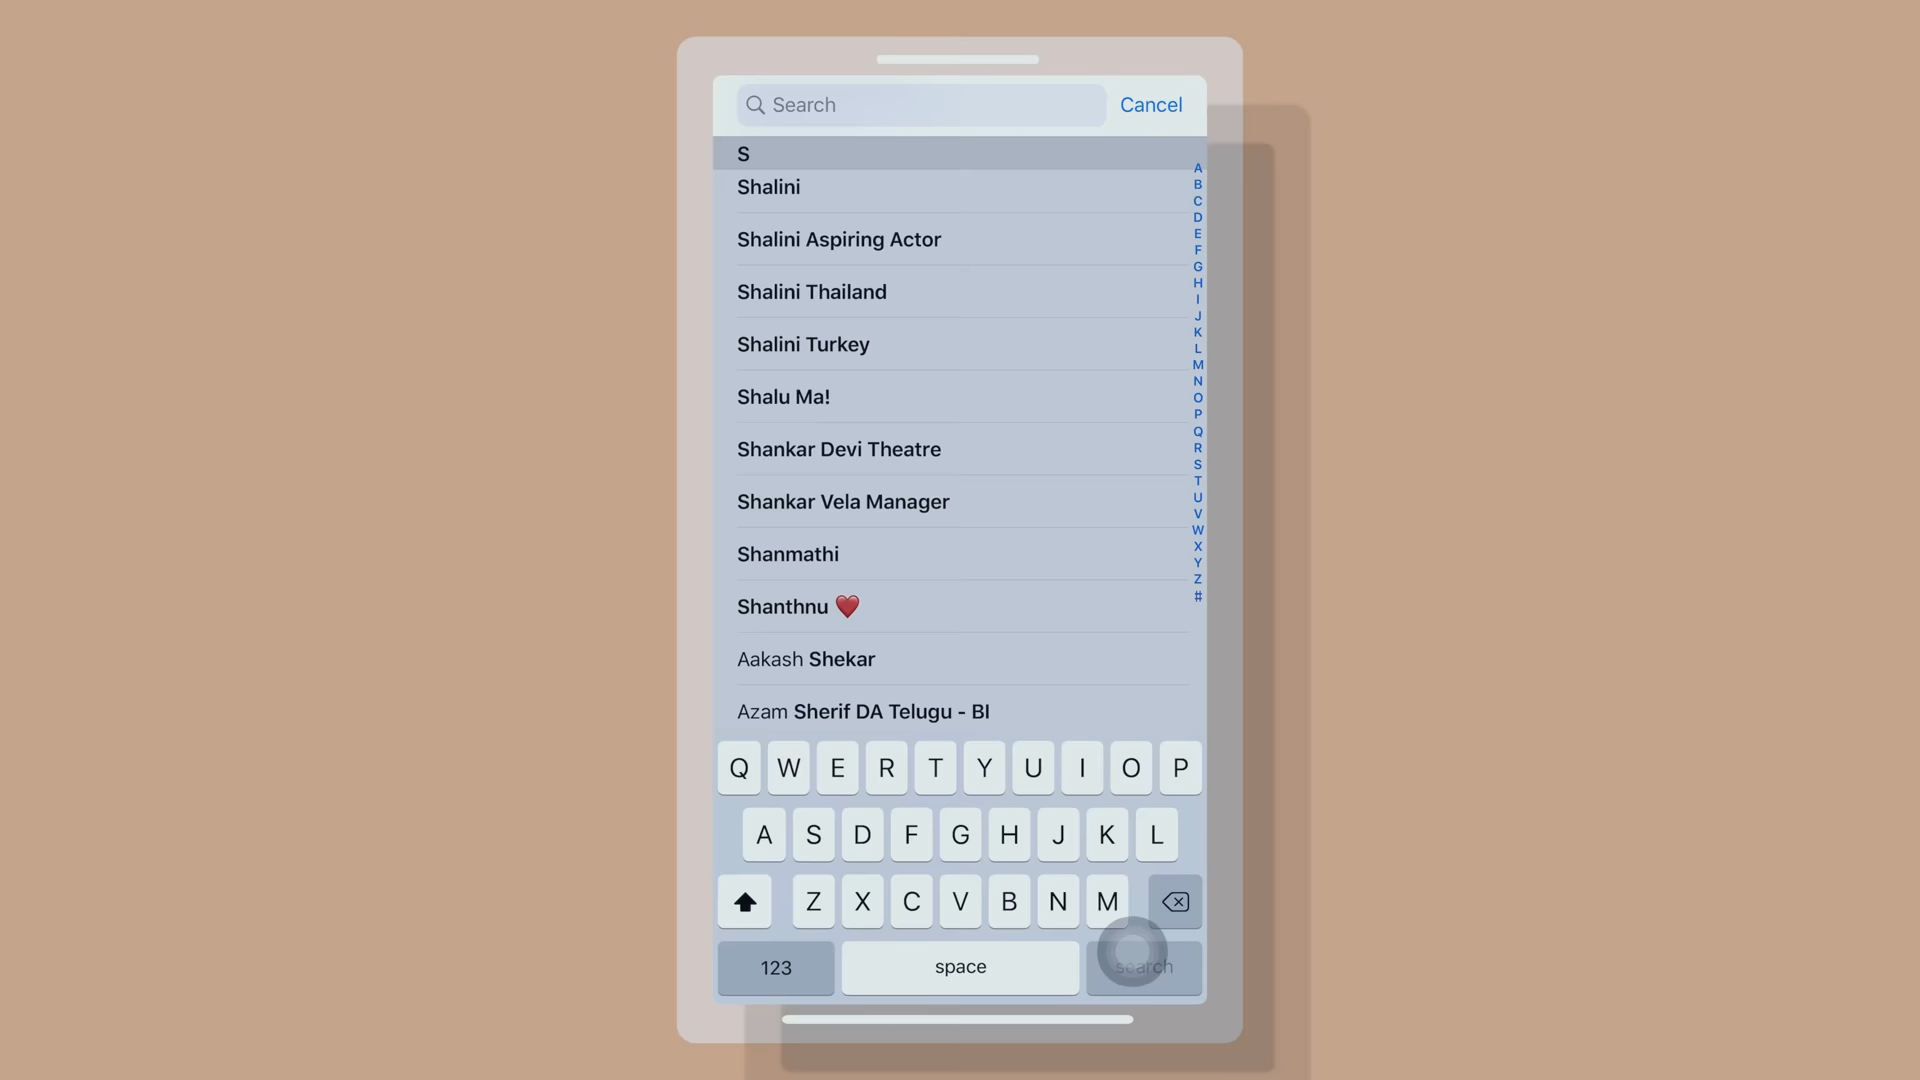 Search
Cancel
S
Shalini
Shalini Aspiring Actor
Shalini Thailand
Shalini Turkey
Shalu Ma!
Shankar Devi Theatre
Shankar Vela Manager
Shanmathi
Shanthnu ❤️
Aakash Shekar
Azam Sherif DA Telugu - BI
A
B
C
D
E
F
G
H
I
J
K
L
M
N
O
P
Q
R
S
T
U
V
W
X
Y
Z
#
Q W E R T Y U I O P
A S D F G H J K L
Z X C V B N M
123 space search